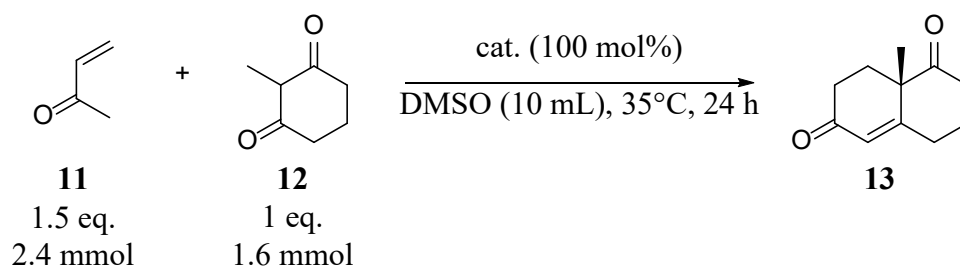 O
O
O
O
O
+
cat. (100 mol%)
DMSO (10 mL), 35°C, 24 h
11
12
13
1.5 eq.
1 eq.
2.4 mmol
1.6 mmol